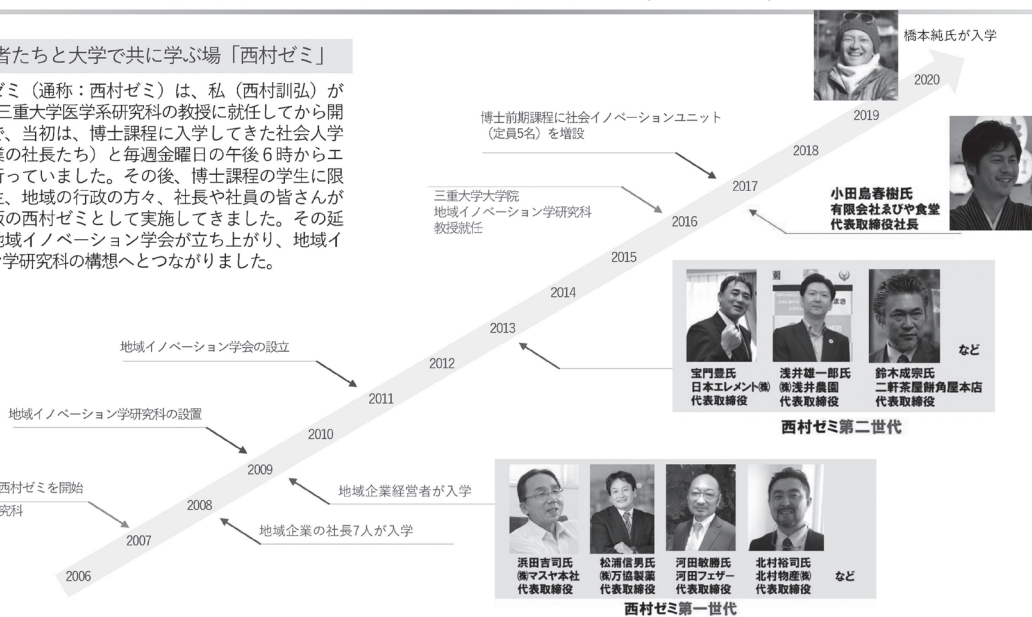 者たちと大学で共に学ぶ場「西村ゼミ」
ゼミ（通称：西村ゼミ）は、私（西村訓弘）が
三重大学医学系研究科の教授に就任してから開
で、当初は、博士課程に入学してきた社会人学
業の社長たち）と毎週金曜日の午後６時からエ
行っていました。その後、博士課程の学生に限
生、地域の行政の方々、社長や社員の皆さんが
版の西村ゼミとして実施してきました。その延
地域イノベーション学会が立ち上がり、地域イ
ン学研究科の構想へとつながりました。
橋本純氏が入学
2020
2019
2018
2017
2016
2015
2014
2013
2012
2011
2010
2009
2008
2007
2006
博士前期課程に社会イノベーションユニット
（定員5名）を増設
三重大学大学院
地域イノベーション学研究科
教授就任
小田島春樹氏
有限会社ゑびや食堂
代表取締役社長
地域イノベーション学会の設立
地域イノベーション学研究科の設置
西村ゼミを開始
究科
地域企業経営者が入学
地域企業の社長7人が入学
宝門豊氏
日本エレメント㈱
代表取締役
浅井雄一郎氏
㈱浅井農園
代表取締役
鈴木成宗氏
二軒茶屋餅角屋本店
代表取締役
など
西村ゼミ第二世代
浜田吉司氏
㈱マスヤ本社
代表取締役
松浦信男氏
㈱万協製薬
代表取締役
河田敏勝氏
河田フェザー
代表取締役
北村裕司氏
北村物産㈱
代表取締役
など
西村ゼミ第一世代